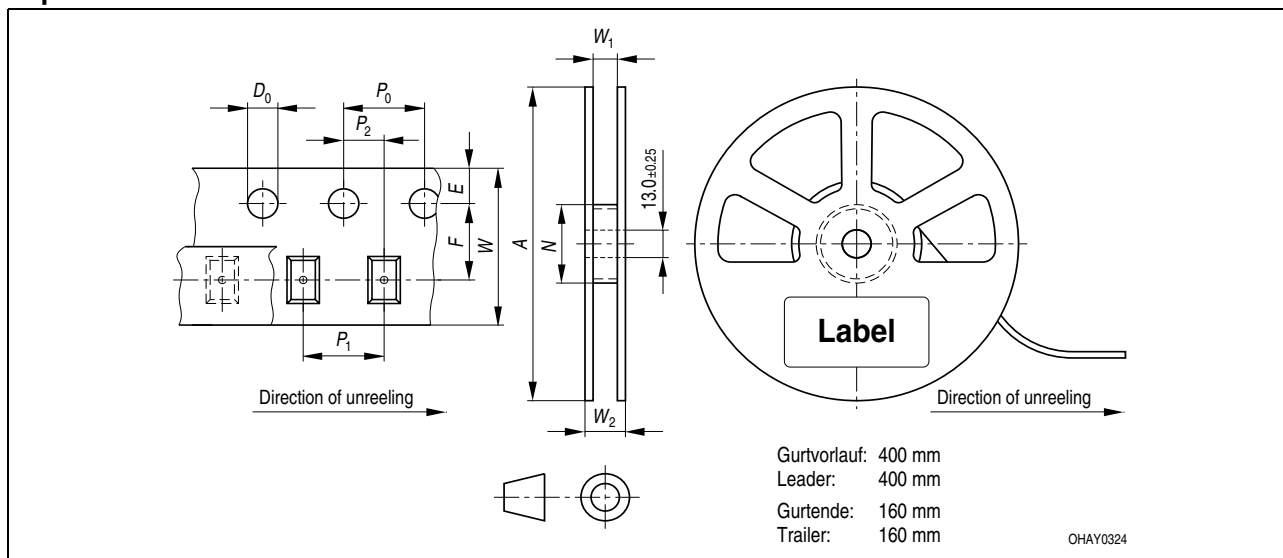 W1
D0
P0
P2
E
F
W
A
N
13.0±0.25
P1
Label
Direction of unreeling
W2
Direction of unreeling
Gurtvorlauf: 400 mm
Leader: 400 mm
Gurtende: 160 mm
Trailer: 160 mm
OHAY0324